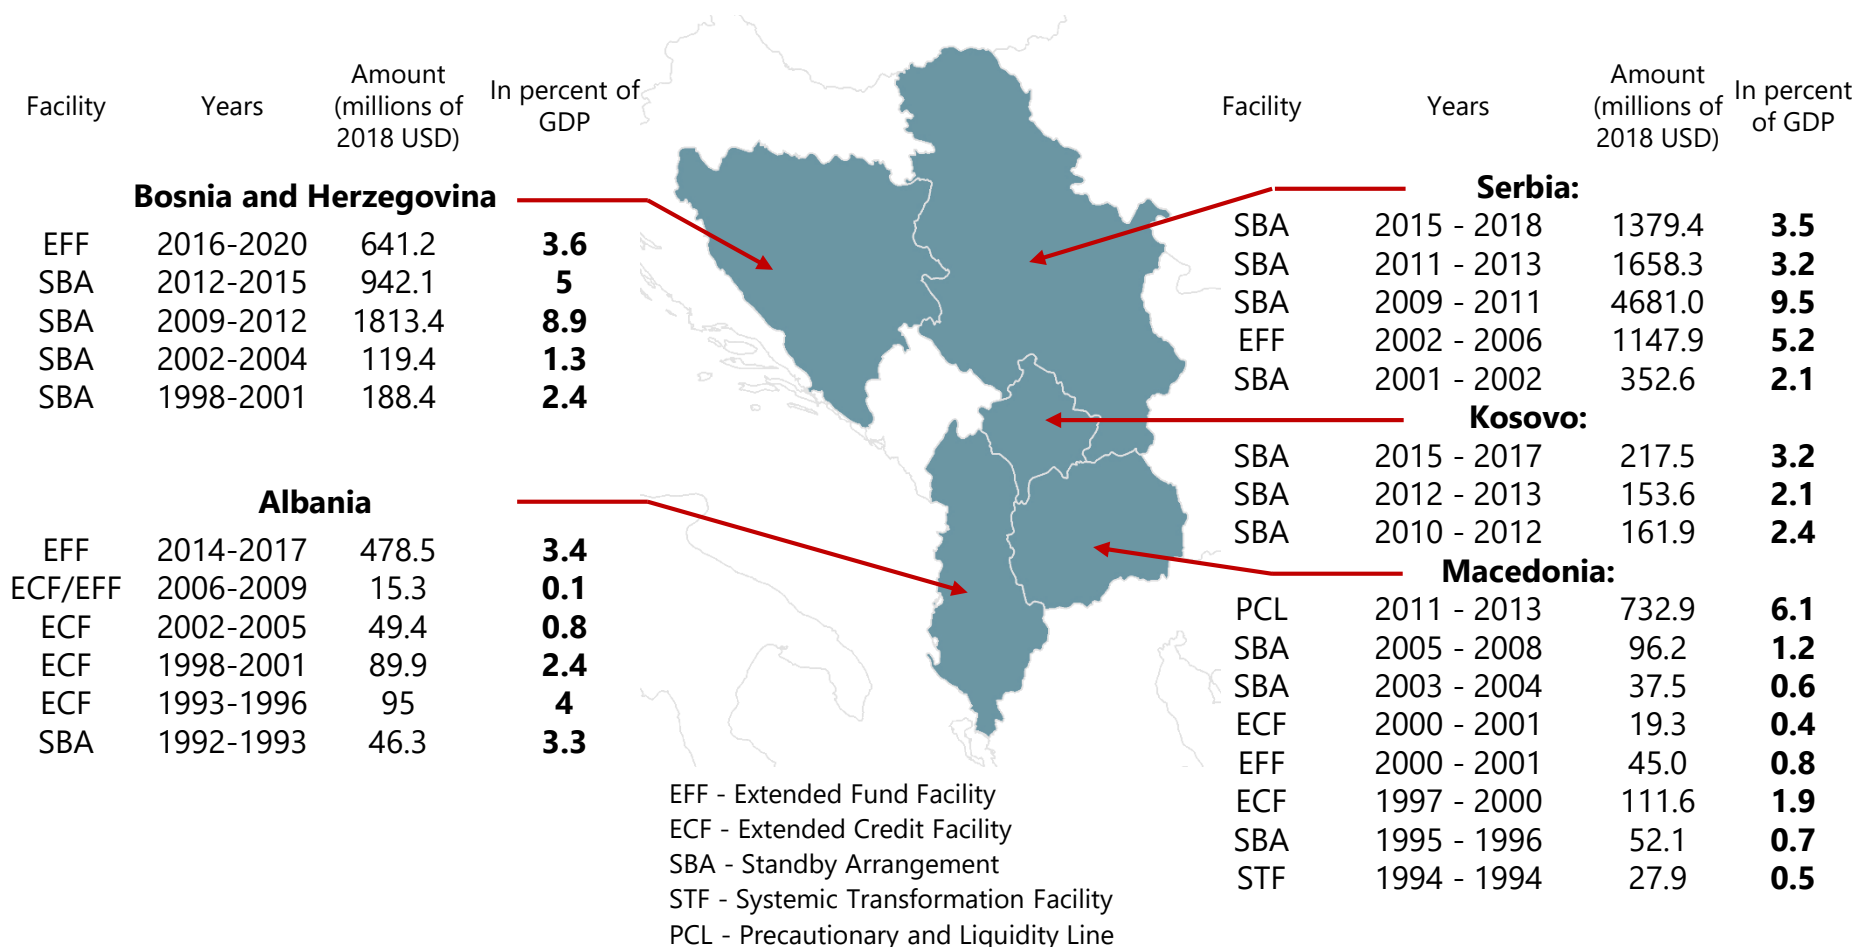 Facility Years Amount (millions of 2018 USD) In percent of GDP
Bosnia and Herzegovina
EFF 2016-2020 641.2 3.6
SBA 2012-2015 942.1 5
SBA 2009-2012 1813.4 8.9
SBA 2002-2004 119.4 1.3
SBA 1998-2001 188.4 2.4
Albania
EFF 2014-2017 478.5 3.4
ECF/EFF 2006-2009 15.3 0.1
ECF 2002-2005 49.4 0.8
ECF 1998-2001 89.9 2.4
ECF 1993-1996 95 4
SBA 1992-1993 46.3 3.3
Facility Years Amount (millions of 2018 USD) In percent of GDP
Serbia:
SBA 2015 - 2018 1379.4 3.5
SBA 2011 - 2013 1658.3 3.2
SBA 2009 - 2011 4681.0 9.5
EFF 2002 - 2006 1147.9 5.2
SBA 2001 - 2002 352.6 2.1
Kosovo:
SBA 2015 - 2017 217.5 3.2
SBA 2012 - 2013 153.6 2.1
SBA 2010 - 2012 161.9 2.4
Macedonia:
PCL 2011 - 2013 732.9 6.1
SBA 2005 - 2008 96.2 1.2
SBA 2003 - 2004 37.5 0.6
ECF 2000 - 2001 19.3 0.4
EFF 2000 - 2001 45.0 0.8
ECF 1997 - 2000 111.6 1.9
SBA 1995 - 1996 52.1 0.7
STF 1994 - 1994 27.9 0.5
EFF - Extended Fund Facility
ECF - Extended Credit Facility
SBA - Standby Arrangement
STF - Systemic Transformation Facility
PCL - Precautionary and Liquidity Line